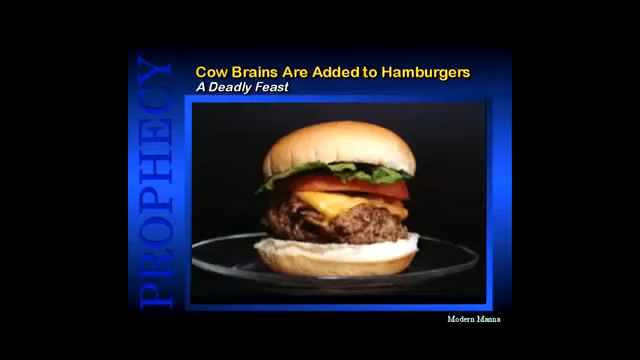 PROPHECY
Cow Brains Are Added to Hamburgers
A Deadly Feast
Modern Manna